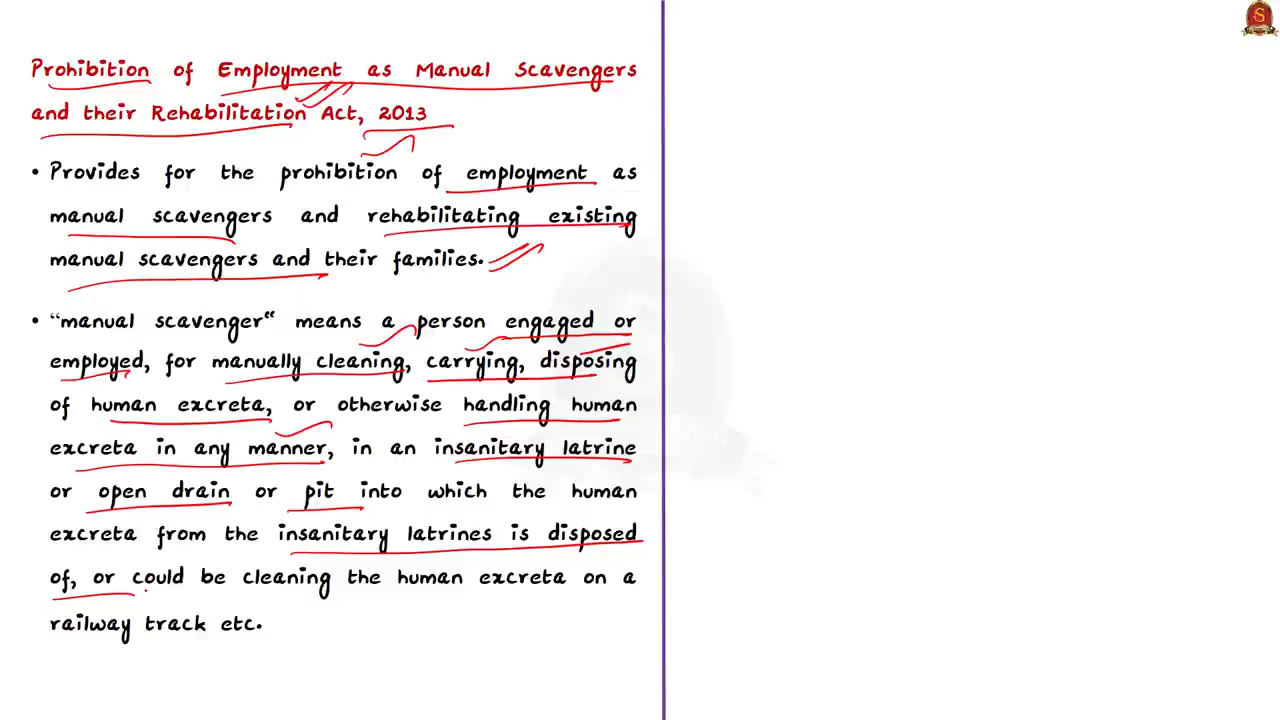 Prohibition of Employment as Manual Scavengers
and their Rehabilitation Act, 2013
• Provides for the prohibition of employment as
manual scavengers and rehabilitating existing
manual scavengers and their families.
• “manual scavenger“ means a person engaged or
employed, for manually cleaning, carrying, disposing
of human excreta, or otherwise handling human
excreta in any manner, in an insanitary latrine
or open drain or pit into which the human
excreta from the insanitary latrines is disposed
of, or could be cleaning the human excreta on a
railway track etc.